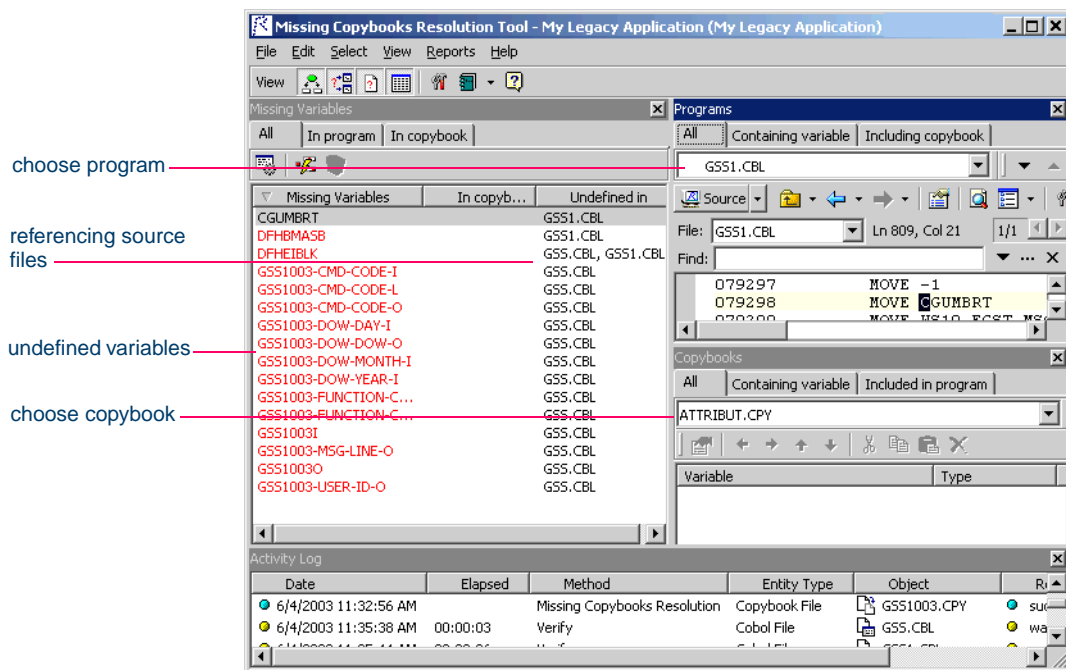 Missing Copybooks Resolution Tool - My Legacy Application (My Legacy Application)
File Edit Select View Reports Help
View
Missing Variables
All In program In copybook
choose program
referencing source
files
undefined variables
choose copybook
Missing Variables In copyb... Undefined in
CGUMBRT GSS1.CBL
DFHBMASB GSS1.CBL
DFHEIBLK GSS.CBL, GSS1.CBL
GSS1003-CMD-CODE-I GSS.CBL
GSS1003-CMD-CODE-L GSS.CBL
GSS1003-CMD-CODE-O GSS.CBL
GSS1003-DOW-DAY-I GSS.CBL
GSS1003-DOW-DOW-O GSS.CBL
GSS1003-DOW-MONTH-I GSS.CBL
GSS1003-DOW-YEAR-I GSS.CBL
GSS1003-FUNCTION-C... GSS.CBL
GSS1003-FUNCTION-C... GSS.CBL
GSS1003I GSS.CBL
GSS1003-MSG-LINE-O GSS.CBL
GSS1003O GSS.CBL
GSS1003-USER-ID-O GSS.CBL
Programs
All Containing variable Including copybook
GSS1.CBL
Source
File: GSS1.CBL Ln 809, Col 21 1/1
Find:
079297 MOVE -1
079298 MOVE CGUMBRT
Copybooks
All Containing variable Included in program
ATTRIBUT.CPY
Variable Type
Activity Log
Date Elapsed Method Entity Type Object
6/4/2003 11:32:56 AM Missing Copybooks Resolution Copybook File GSS1003.CPY
6/4/2003 11:35:38 AM 00:00:03 Verify Cobol File GSS.CBL